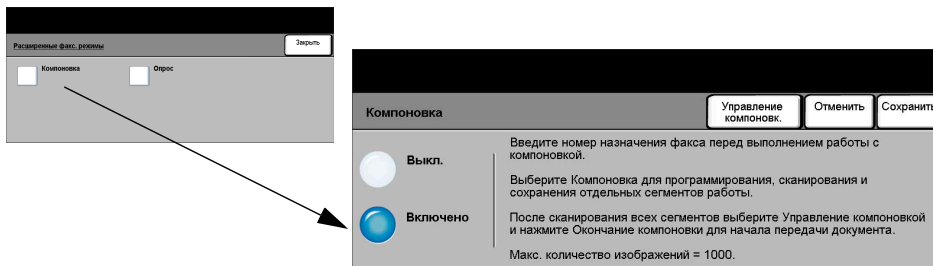 Расширенные факс. режимы
Закрыть
Компоновка
Опрос
Компоновка
Управление
компоновк.
Отменить
Сохранить
Выкл.
Включено
Введите номер назначения факса перед выполнением работы с
компоновкой.
Выберите Компоновка для программирования, сканирования и
сохранения отдельных сегментов работы.
После сканирования всех сегментов выберите Управление компоновкой
и нажмите Окончание компоновки для начала передачи документа.
Макс. количество изображений = 1000.